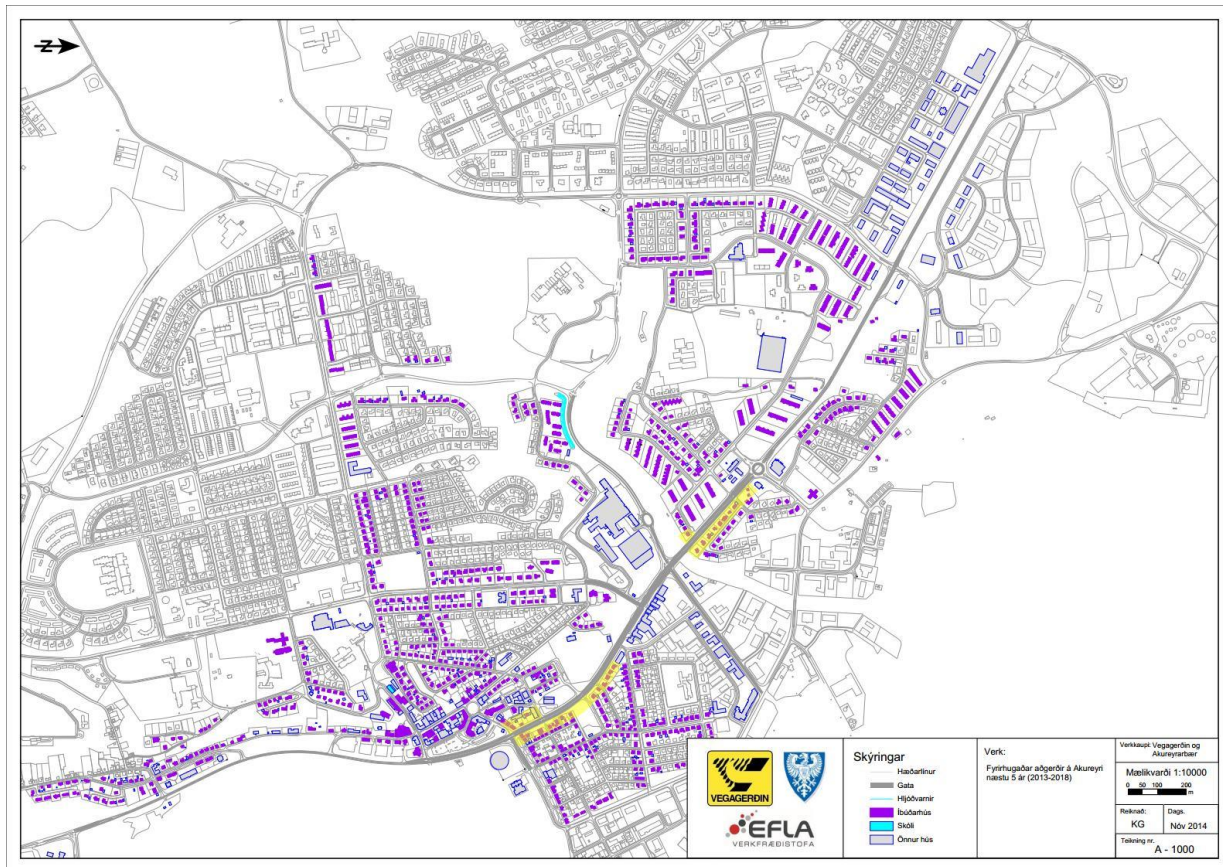 N
VEGAGERÐIN
EFLA
VERKFRÆÐISTOFA
Skýringar
Hæðarlínur
Gata
Hljóðvarnir
Íbúðarhús
Skóli
Önnur hús
Verk:
Fyrirhugaðar aðgerðir á Akureyri
næstu 5 ár (2013-2018)
Verkkaupi: Vegagerðin og
Akureyrarbær
Mælikvarði 1:10000
0 50 100 200
m
Reiknað:
KG
Dags.
Nóv 2014
Teikning nr.
A - 1000